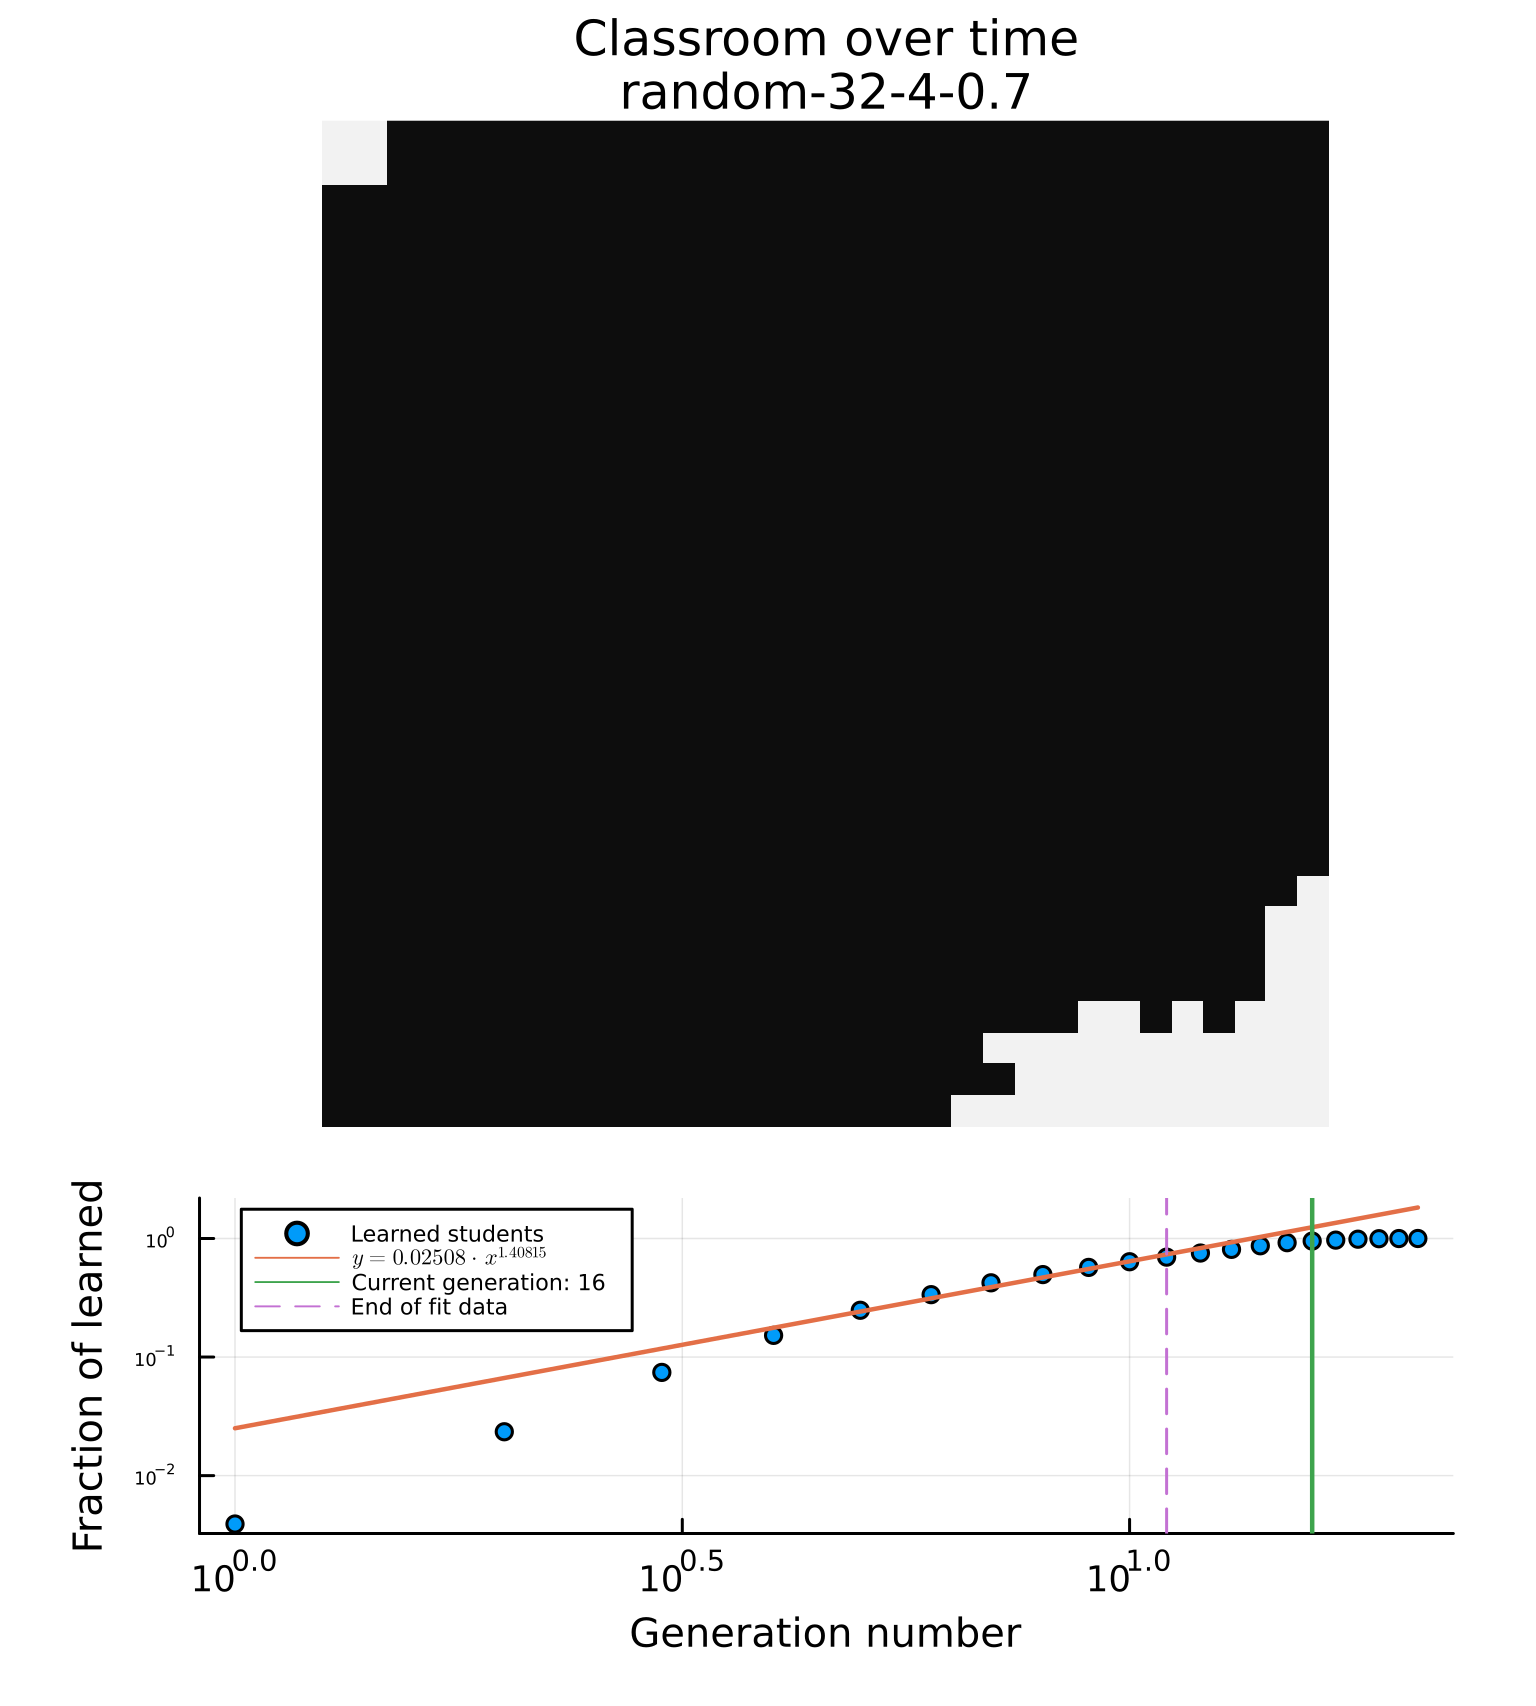 Classroom over time
random-32-4-0.7
Fraction of learned
10⁰
10⁻¹
10⁻²
Learned students
y = 0.02508 · x^1.40815
Current generation: 16
End of fit data
10^0.0
10^0.5
10^1.0
Generation number